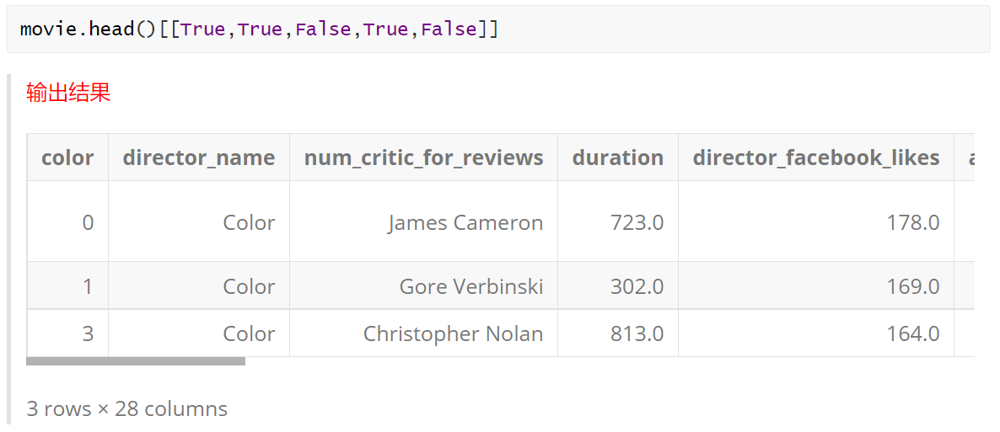 movie.head()[[True,True,False,True,False]]
输出结果
color director_name num_critic_for_reviews duration director_facebook_likes
0 Color James Cameron 723.0 178.0
1 Color Gore Verbinski 302.0 169.0
3 Color Christopher Nolan 813.0 164.0
3 rows × 28 columns